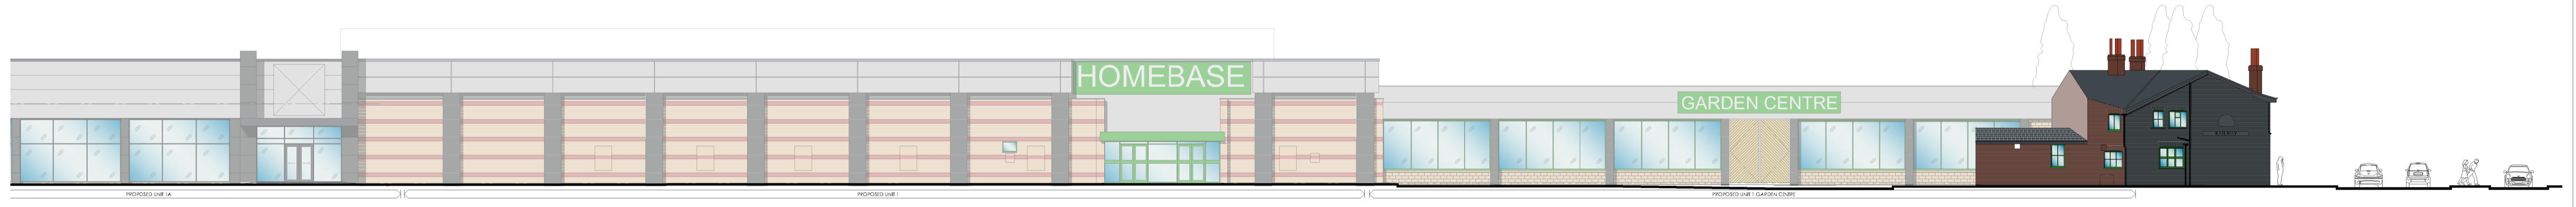 HOMEBASE
GARDEN CENTRE
PROPOSED UNIT 1A
PROPOSED UNIT 1
PROPOSED UNIT 1 GARDEN CENTRE